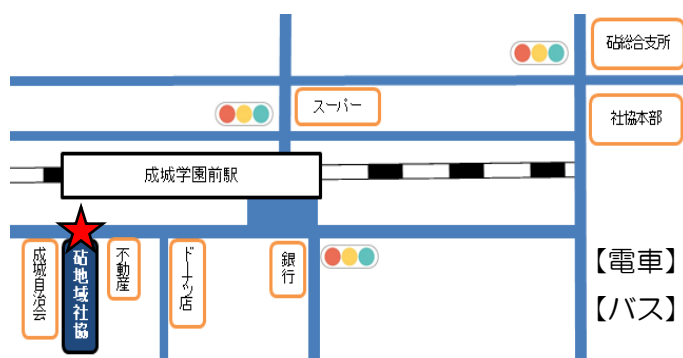 砧総合支所
スーパー
社協本部
成城学園前駅
成城自治会
砧地域社協
不動産
ドーナツ店
銀行
【電車】
【バス】